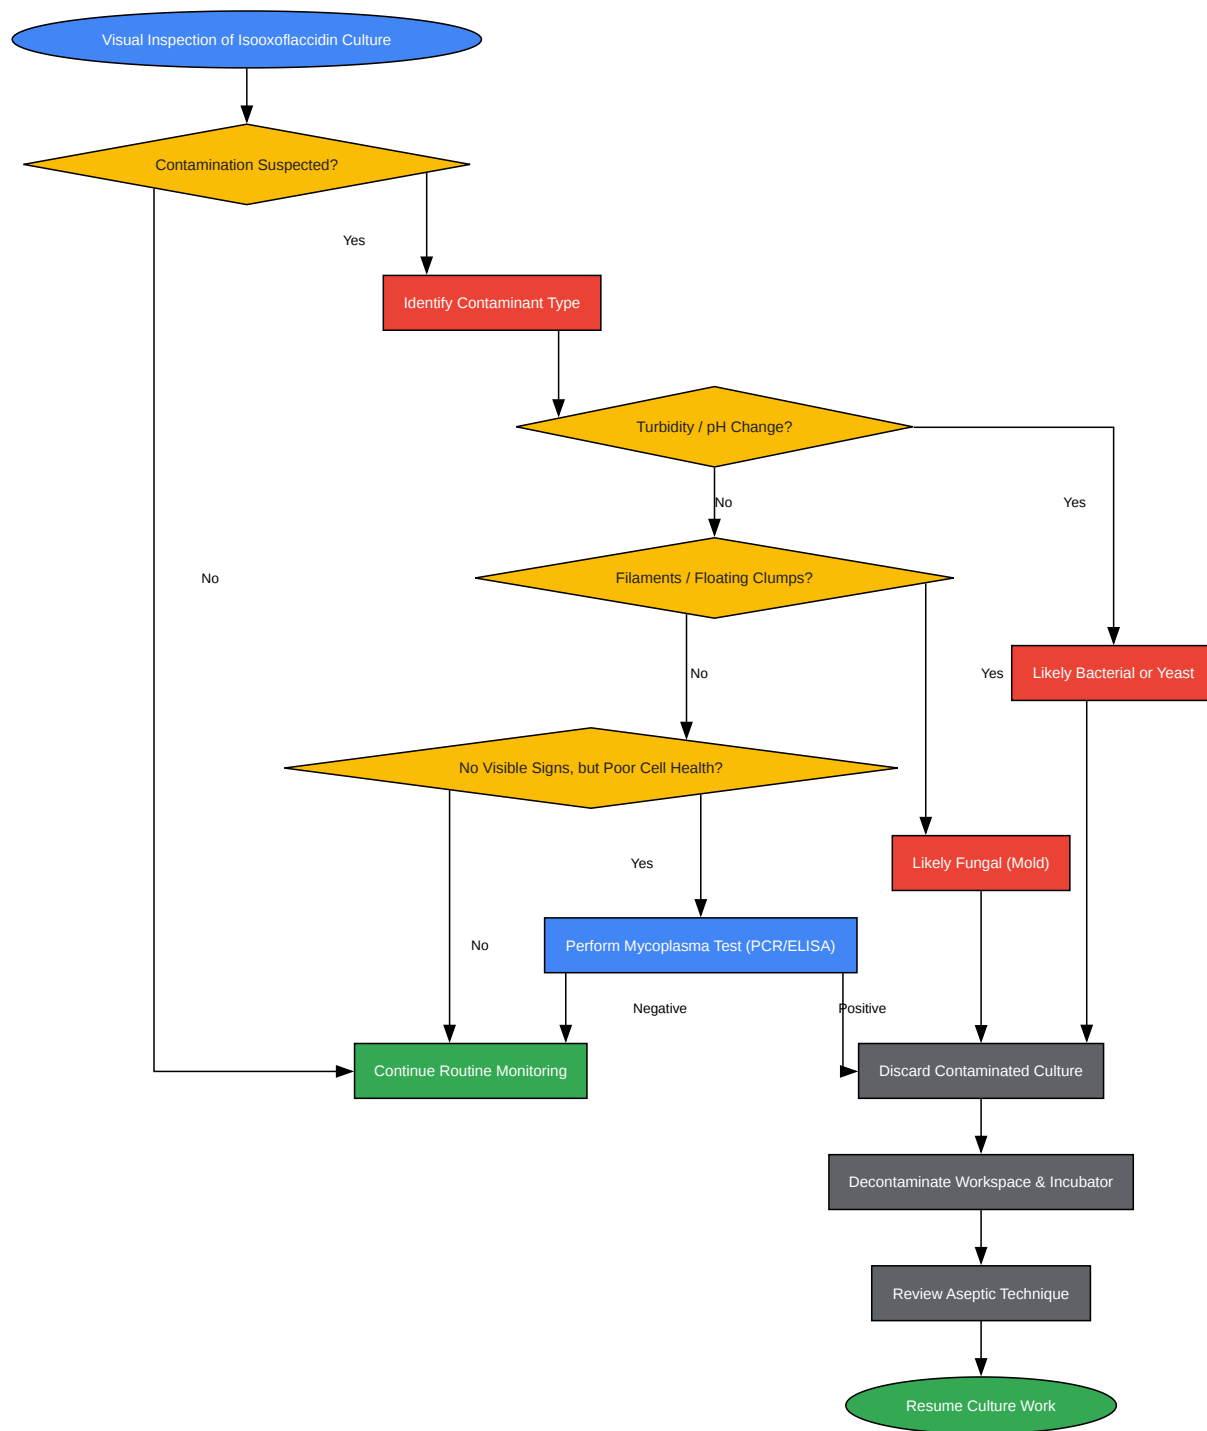 Visual Inspection of Isooxoflaccidin Culture
Contamination Suspected?
Yes
Identify Contaminant Type
Turbidity / pH Change?
No
Yes
Filaments / Floating Clumps?
No
No
Yes
Likely Bacterial or Yeast
No Visible Signs, but Poor Cell Health?
Yes
Likely Fungal (Mold)
No
Perform Mycoplasma Test (PCR/ELISA)
Negative
Positive
Continue Routine Monitoring
Discard Contaminated Culture
Decontaminate Workspace & Incubator
Review Aseptic Technique
Resume Culture Work